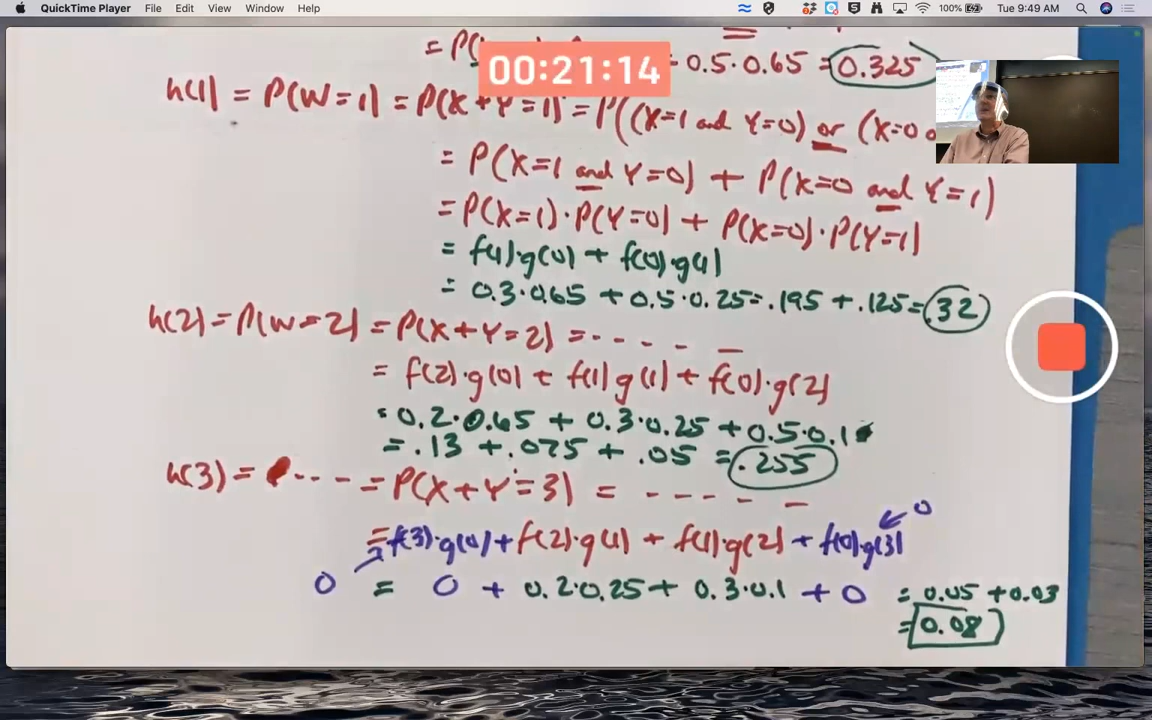 QuickTime Player File Edit View Window Help 100% Tue 9:49 AM
= P( 0.5·0.65 = 0.325
00:21:14
h(1) = P(W=1) = P(X+Y=1) = P((X=1 and Y=0) or (X=0
= P(X=1 and Y=0) + P(X=0 and Y=1)
= P(X=1)·P(Y=0) + P(X=0)·P(Y=1)
= f(1)·g(0) + f(0)·g(1)
= 0.3·0.65 + 0.5·0.25 = .195 + .125 = .32
h(2) = P(W=2) = P(X+Y=2) = - - - - -
= f(2)·g(0) + f(1)g(1) + f(0)·g(2)
= 0.2·0.65 + 0.3·0.25 + 0.5·0.1
= .13 + .075 + .05 = .255
h(3) = - - - = P(X+Y=3) = - - - - -
0
= f(3)·g(0) + f(2)·g(1) + f(1)·g(2) + f(0)·g(3)
0 = 0 + 0.2·0.25 + 0.3·0.1 + 0 = 0.05 + 0.03
= 0.08